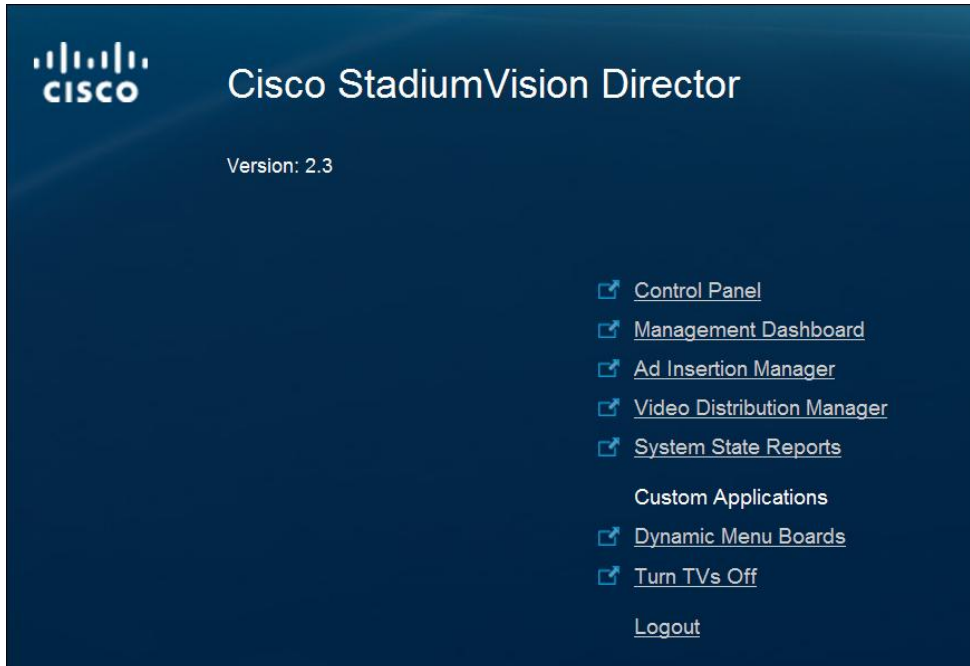 CISCO
Cisco StadiumVision Director
Version: 2.3
Control Panel
Management Dashboard
Ad Insertion Manager
Video Distribution Manager
System State Reports
Custom Applications
Dynamic Menu Boards
Turn TVs Off
Logout